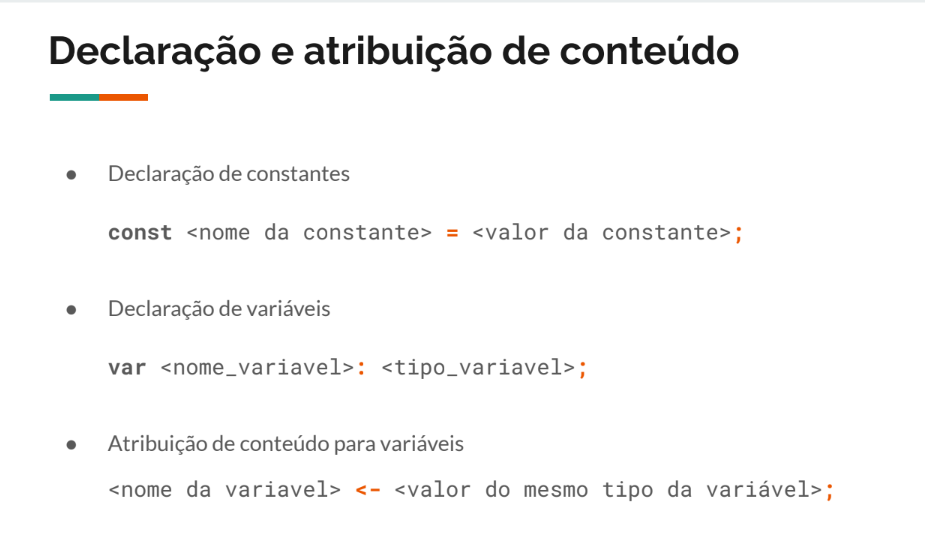 Declaração e atribuição de conteúdo
● Declaração de constantes
const <nome da constante> = <valor da constante>;
● Declaração de variáveis
var <nome_variavel>: <tipo_variavel>;
● Atribuição de conteúdo para variáveis
<nome da variavel> <- <valor do mesmo tipo da variável>;